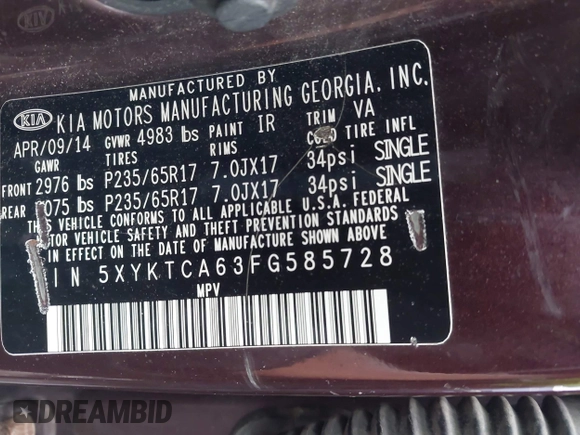 KIA
MANUFACTURED BY
KIA KIA MOTORS MANUFACTURING GEORGIA, INC.
APR/09/14 GVWR 4983 lbs PAINT IR TRIM VA
GAWR TIRES RIMS COLD TIRE INFL
FRONT 2976 lbs P235/65R17 7.0JX17 34psi SINGLE
REAR 075 lbs P235/65R17 7.0JX17 34psi SINGLE
THIS VEHICLE CONFORMS TO ALL APPLICABLE U.S.A. FEDERAL
MOTOR VEHICLE SAFETY AND THEFT PREVENTION STANDARDS
IN EFFECT ON THE DATE OF MANUFACTURE SHOWN ABOVE.
IN 5XYKTCA63FG585728
MPV
DREAMBID